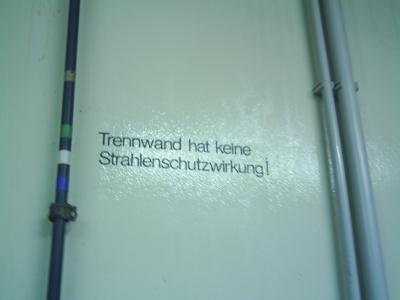 Trennwand hat keine
Strahlenschutzwirkung!